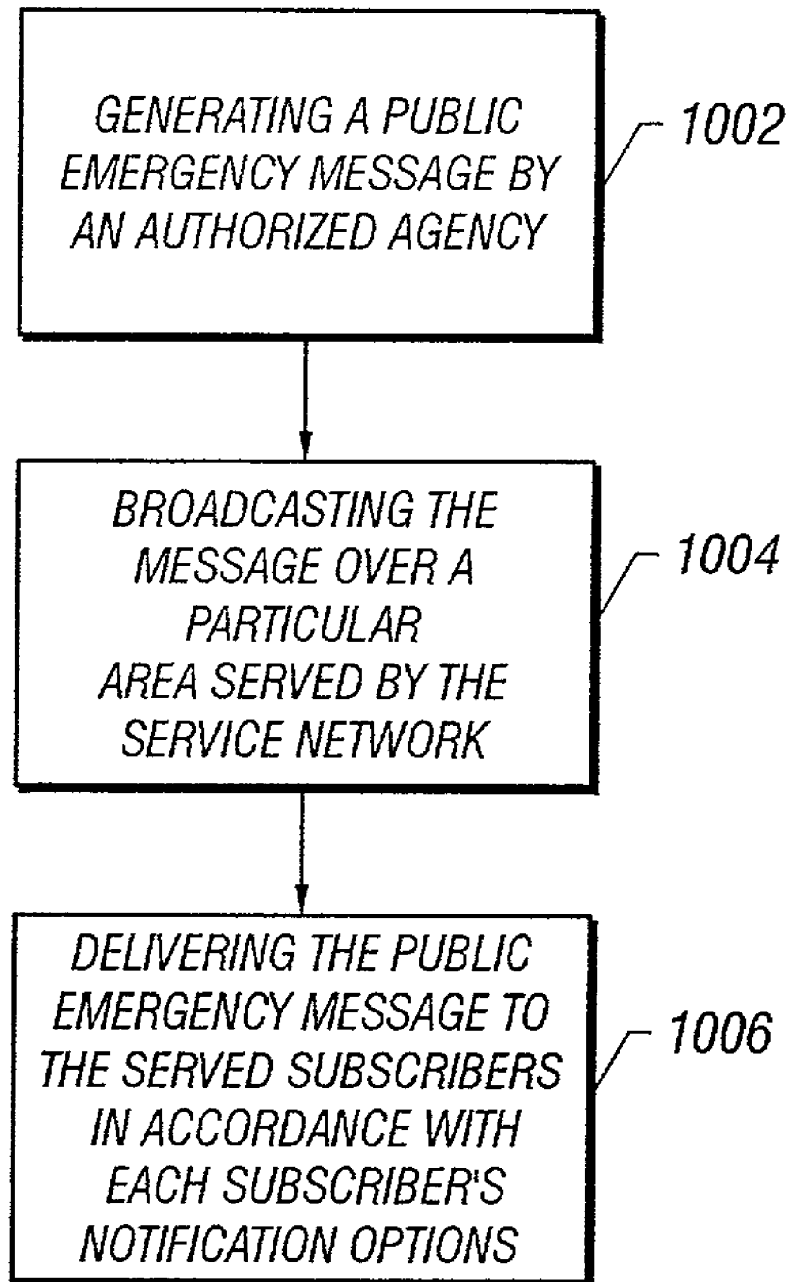 GENERATING A PUBLIC
EMERGENCY MESSAGE BY
AN AUTHORIZED AGENCY
1002
BROADCASTING THE
MESSAGE OVER A
PARTICULAR
AREA SERVED BY THE
SERVICE NETWORK
1004
DELIVERING THE PUBLIC
EMERGENCY MESSAGE TO
THE SERVED SUBSCRIBERS
IN ACCORDANCE WITH
EACH SUBSCRIBER'S
NOTIFICATION OPTIONS
1006